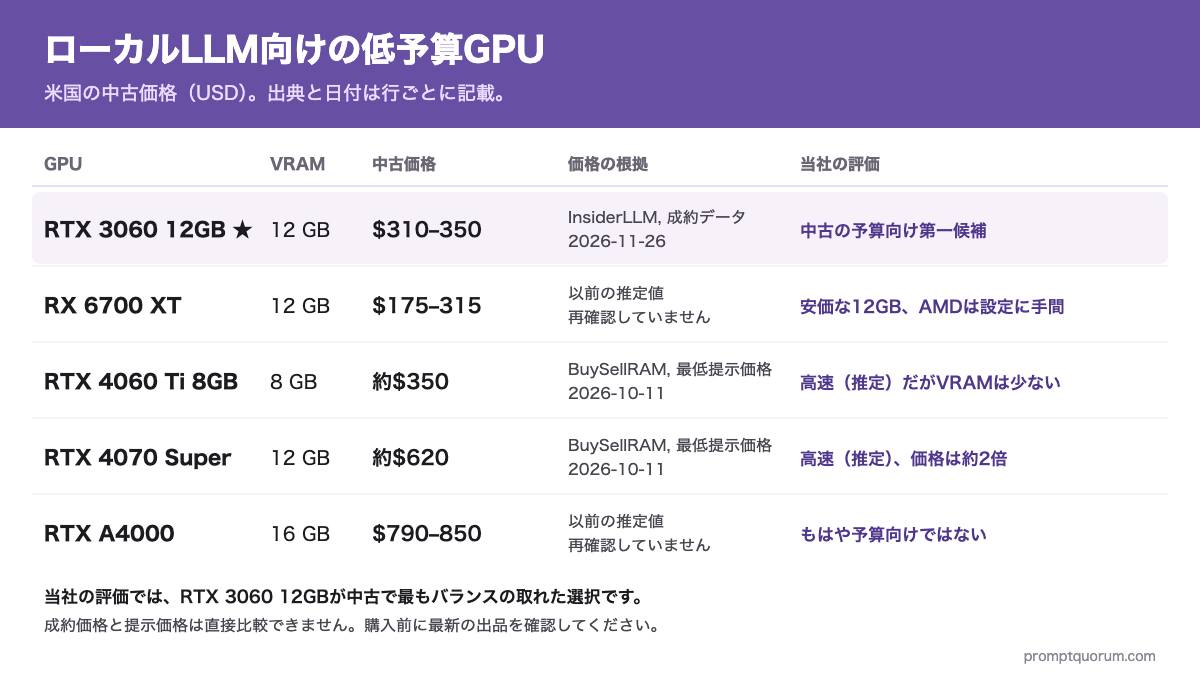 ローカルLLM向けの低予算GPU
米国の中古価格（USD）。出典と日付は行ごとに記載。
GPU VRAM 中古価格 価格の根拠 当社の評価
RTX 3060 12GB ★ 12 GB $310–350 InsiderLLM, 成約データ 2026-11-26 中古の予算向け第一候補
RX 6700 XT 12 GB $175–315 以前の推定値 再確認していません 安価な12GB、AMDは設定に手間
RTX 4060 Ti 8GB 8 GB 約$350 BuySellRAM, 最低提示価格 2026-10-11 高速（推定）だがVRAMは少ない
RTX 4070 Super 12 GB 約$620 BuySellRAM, 最低提示価格 2026-10-11 高速（推定）、価格は約2倍
RTX A4000 16 GB $790–850 以前の推定値 再確認していません もはや予算向けではない
当社の評価では、RTX 3060 12GBが中古で最もバランスの取れた選択です。
成約価格と提示価格は直接比較できません。購入前に最新の出品を確認してください。
promptquorum.com